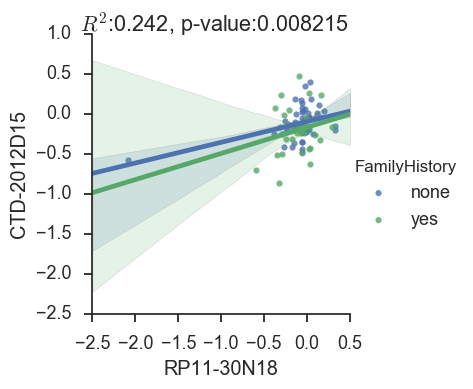 R²:0.242, p-value:0.008215
1.0
0.5
0.0
−0.5
−1.0
−1.5
−2.0
−2.5
CTD-2012D15
−2.5 −2.0 −1.5 −1.0 −0.5 0.0 0.5
RP11-30N18
FamilyHistory
none
yes